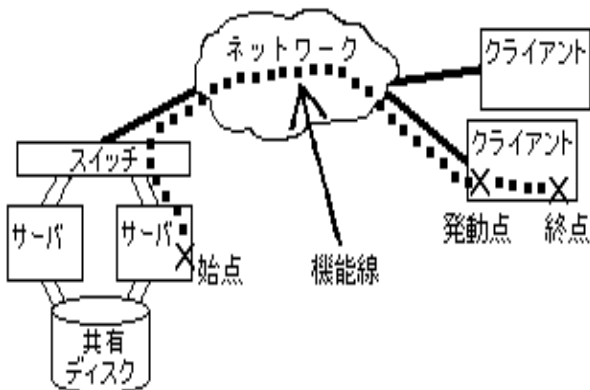 ネットワーク
クライアント
クライアント
スイッチ
サーバ
サーバ
始点
発動点
終点
機能線
共有
ディスク